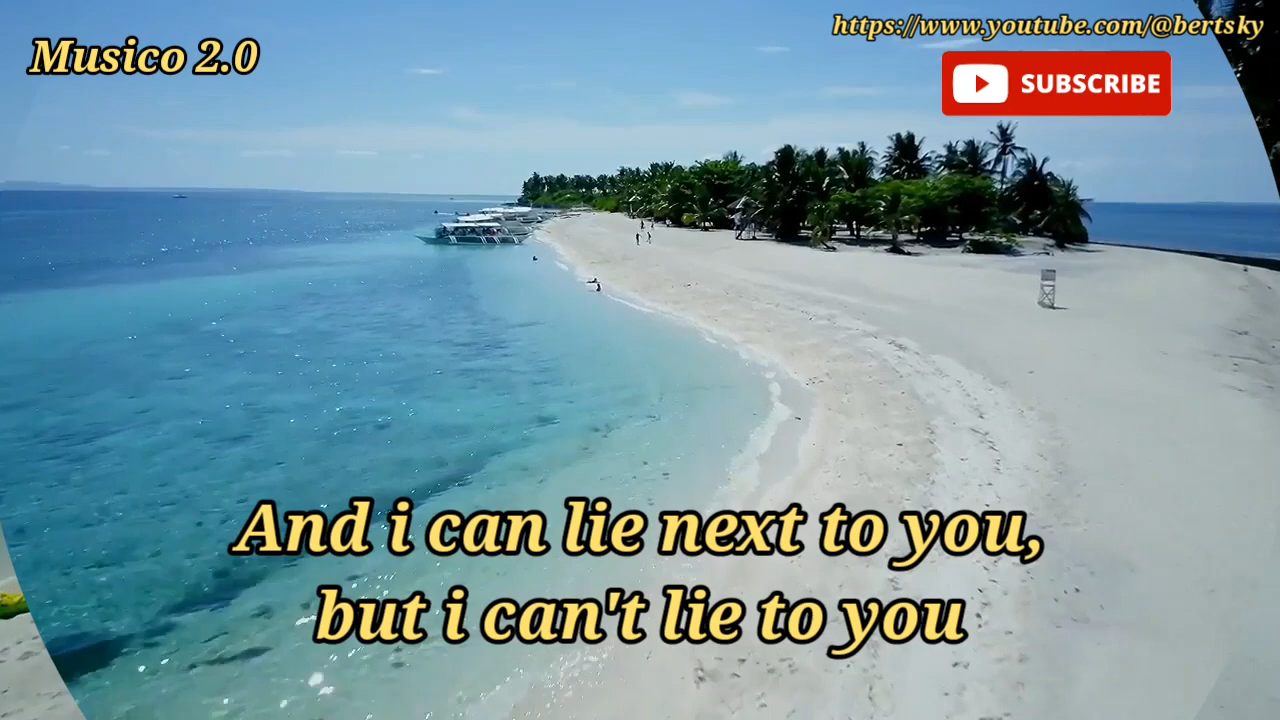 Musico 2.0
https://www.youtube.com/@bertsky
SUBSCRIBE
And i can lie next to you,
but i can't lie to you